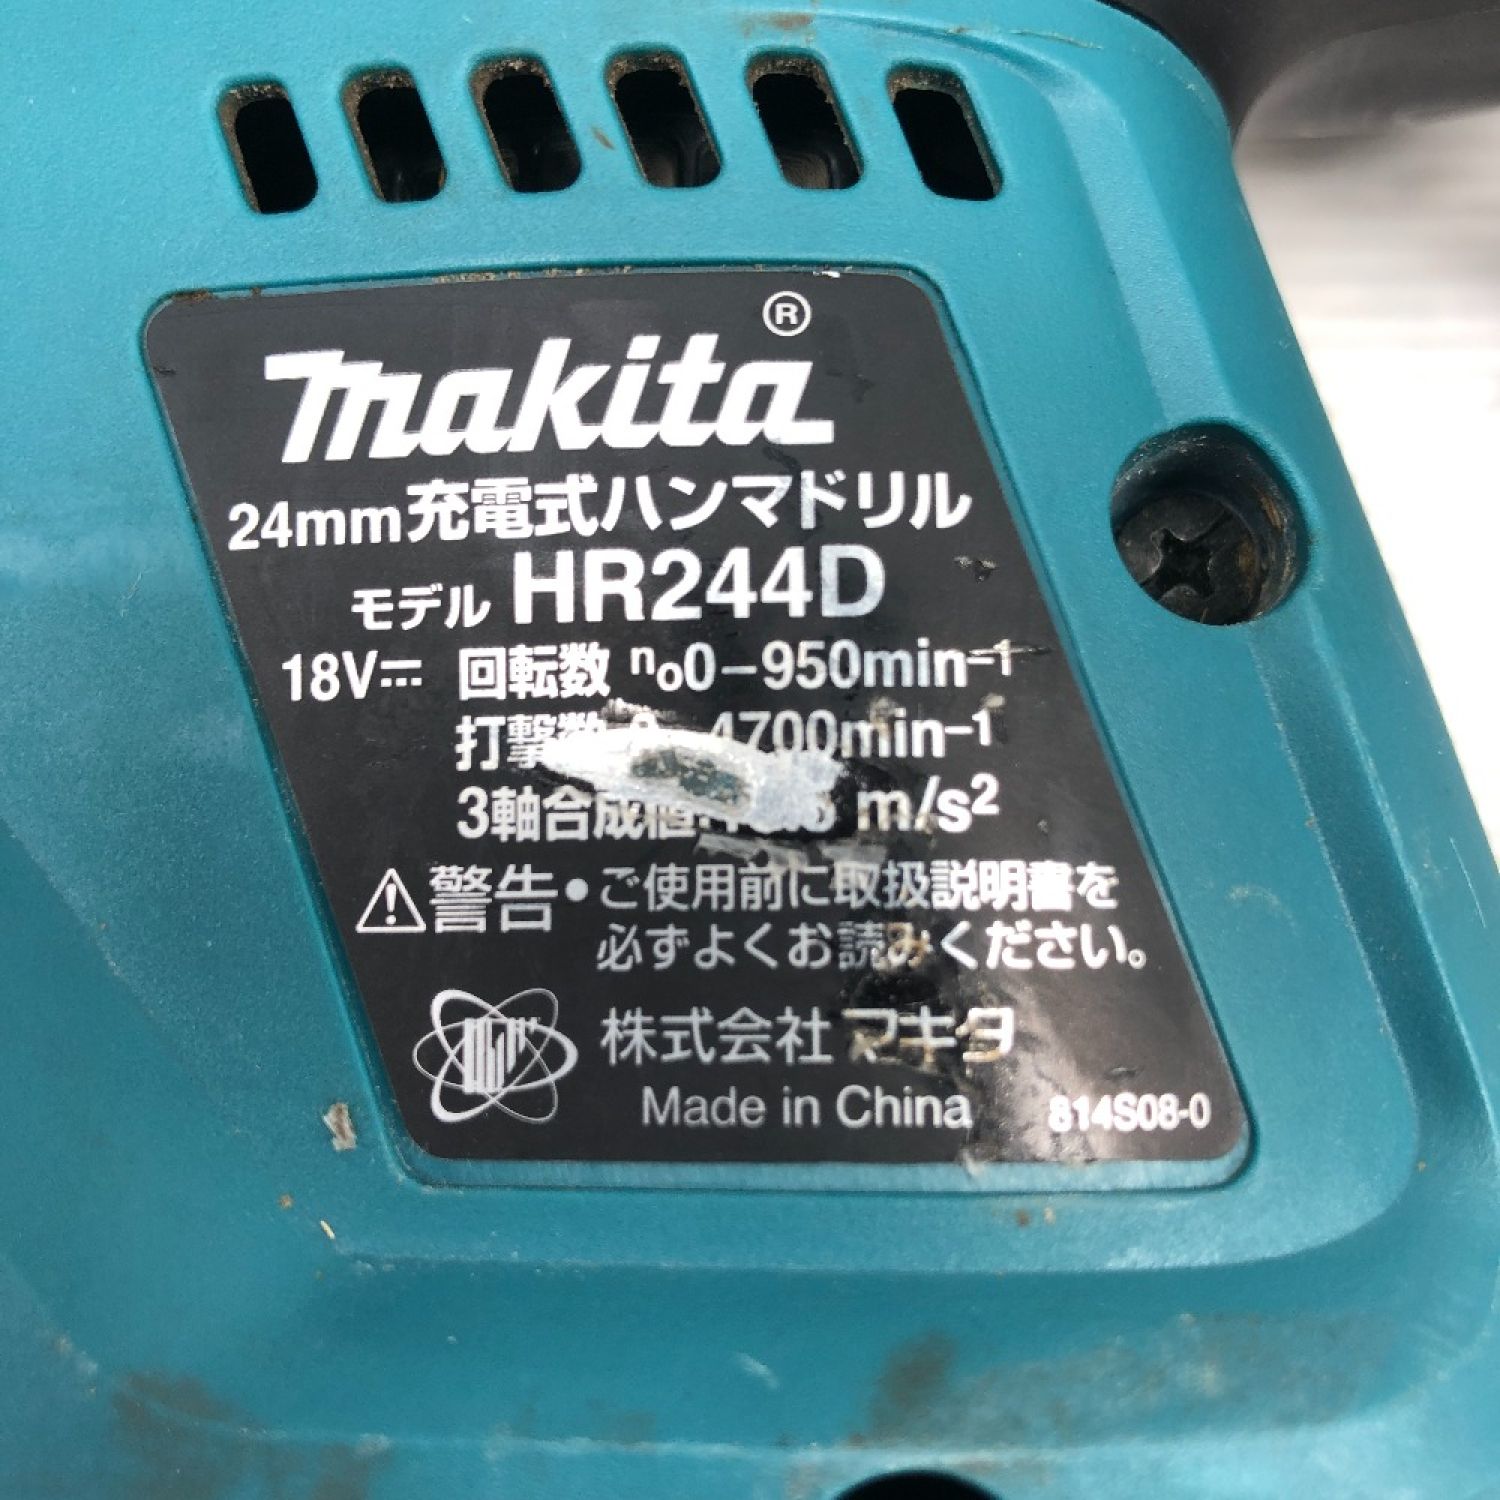 makita®
24mm充電式ハンマドリル
モデル HR244D
18V⎓ 回転数 n₀0-950min⁻¹
打撃数 0-4700min⁻¹
3軸合成値: m/s²
⚠警告・ご使用前に取扱説明書を
必ずよくお読みください。
株式会社マキタ
Made in China 814S08-0